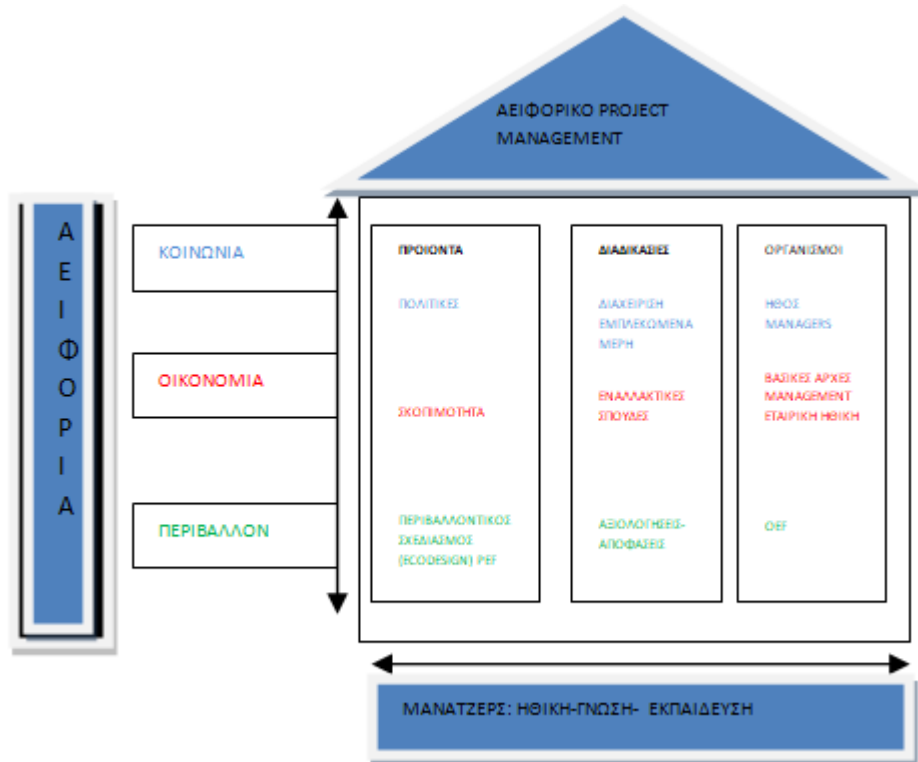 ΑΕΙΦΟΡΙΚΟ PROJECT
MANAGEMENT
Α
Ε
Ι
Φ
Ο
Ρ
Ι
Α
ΚΟΙΝΩΝΙΑ
ΟΙΚΟΝΟΜΙΑ
ΠΕΡΙΒΑΛΛΟΝ
ΠΡΟΙΟΝΤΑ
ΠΟΛΙΤΙΚΕΣ
ΣΚΟΠΙΜΟΤΗΤΑ
ΠΕΡΙΒΑΛΛΟΝΤΙΚΟΣ
ΣΧΕΔΙΑΣΜΟΣ
(ECODESIGN) PEF
ΔΙΑΔΙΚΑΣΙΕΣ
ΔΙΑΧΕΙΡΙΣΗ
ΕΜΠΛΕΚΩΜΕΝΑ
ΜΕΡΗ
ΕΝΑΛΛΑΚΤΙΚΕΣ
ΣΠΟΥΔΕΣ
ΑΞΙΟΛΟΓΗΣΕΙΣ-
ΑΠΟΦΑΣΕΙΣ
ΟΡΓΑΝΙΣΜΟΙ
ΗΘΟΣ
MANAGERS
ΒΑΣΙΚΕΣ ΑΡΧΕΣ
MANAGEMENT
ΕΤΑΙΡΙΚΗ ΗΘΙΚΗ
OEF
ΜΑΝΑΤΖΕΡΣ: ΗΘΙΚΗ-ΓΝΩΣΗ- ΕΚΠΑΙΔΕΥΣΗ